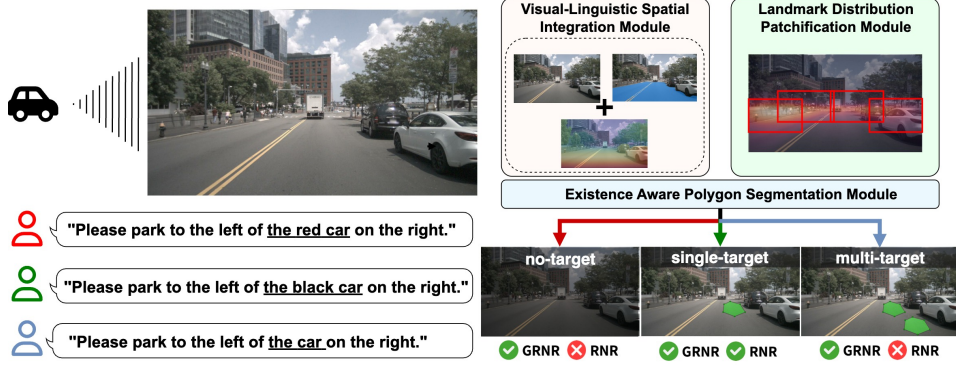 Visual-Linguistic Spatial
Integration Module
Landmark Distribution
Patchification Module
+
Existence Aware Polygon Segmentation Module
"Please park to the left of the red car on the right."
"Please park to the left of the black car on the right."
"Please park to the left of the car on the right."
no-target
single-target
multi-target
GRNR RNR
GRNR RNR
GRNR RNR